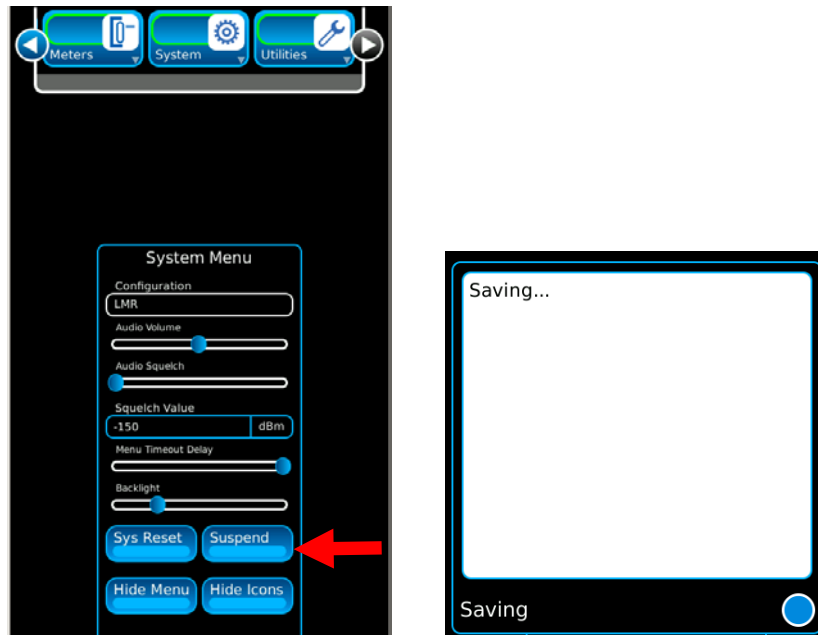 Meters System Utilities
System Menu
Configuration
LMR
Audio Volume
Audio Squelch
Squelch Value
-150 dBm
Menu Timeout Delay
Backlight
Sys Reset Suspend
Hide Menu Hide Icons
Saving...
Saving